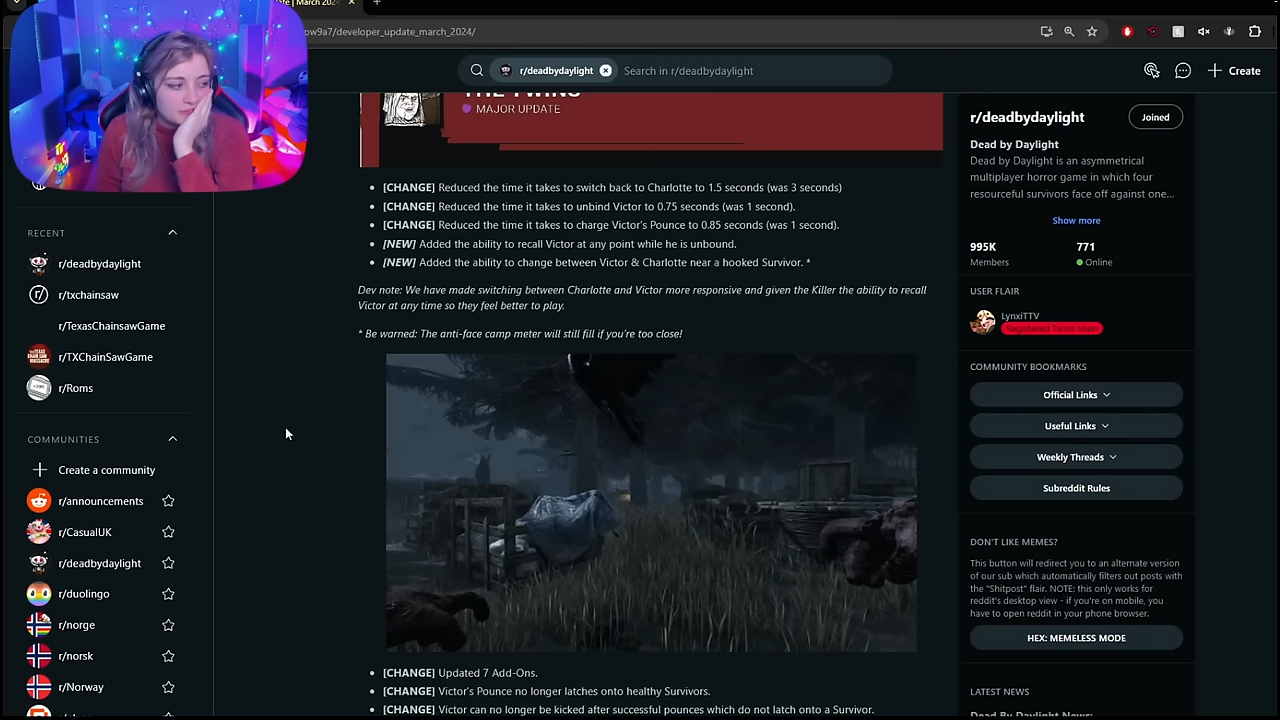 ate | March 2024
ow9a7/developer_update_march_2024/
r/deadbydaylight
Search in r/deadbydaylight
Create
RECENT
r/deadbydaylight
r/txchainsaw
r/TexasChainsawGame
r/TXChainSawGame
r/Roms
COMMUNITIES
Create a community
r/announcements
r/CasualUK
r/deadbydaylight
r/duolingo
r/norge
r/norsk
r/Norway
THE TWINS
MAJOR UPDATE
• [CHANGE] Reduced the time it takes to switch back to Charlotte to 1.5 seconds (was 3 seconds)
• [CHANGE] Reduced the time it takes to unbind Victor to 0.75 seconds (was 1 second).
• [CHANGE] Reduced the time it takes to charge Victor's Pounce to 0.85 seconds (was 1 second).
• [NEW] Added the ability to recall Victor at any point while he is unbound.
• [NEW] Added the ability to change between Victor & Charlotte near a hooked Survivor. *
Dev note: We have made switching between Charlotte and Victor more responsive and given the Killer the ability to recall
Victor at any time so they feel better to play.
* Be warned: The anti-face camp meter will still fill if you're too close!
• [CHANGE] Updated 7 Add-Ons.
• [CHANGE] Victor's Pounce no longer latches onto healthy Survivors.
• [CHANGE] Victor can no longer be kicked after successful pounces which do not latch onto a Survivor.
r/deadbydaylight
Joined
Dead by Daylight
Dead by Daylight is an asymmetrical
multiplayer horror game in which four
resourceful survivors face off against one...
Show more
995K
771
Members
Online
USER FLAIR
LynxiTTV
Registered Twins Main
COMMUNITY BOOKMARKS
Official Links
Useful Links
Weekly Threads
Subreddit Rules
DON'T LIKE MEMES?
This button will redirect you to an alternate version
of our sub which automatically filters out posts with
the "Shitpost" flair. NOTE: this only works for
reddit's desktop view - if you're on mobile, you
have to open reddit in your phone browser.
HEX: MEMELESS MODE
LATEST NEWS
Dead By Daylight News: